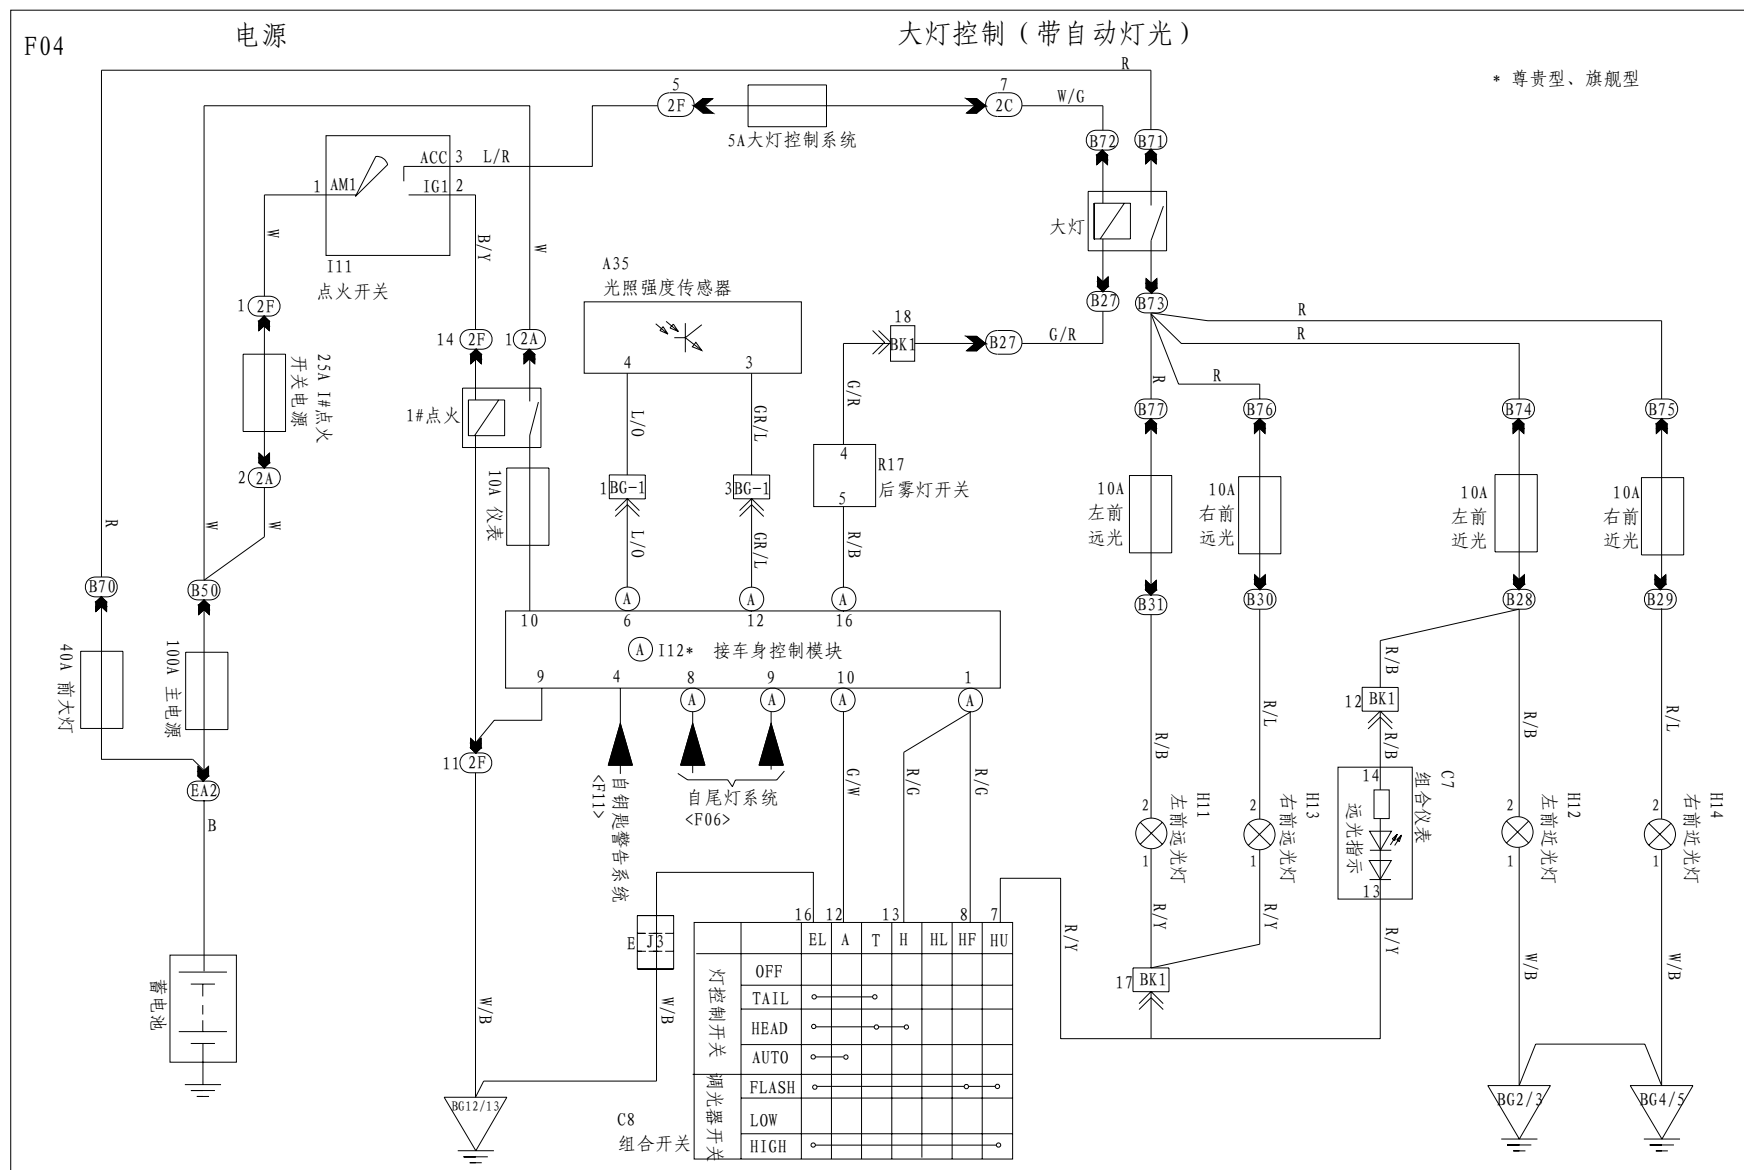 F04
电源
大灯控制（带自动灯光）
* 尊贵型、旗舰型
R
5
2F
7
2C
W/G
5A大灯控制系统
B72
B71
ACC 3 L/R
1 AM1
IG1 2
I11
点火开关
W
B/Y
W
大灯
A35
光照强度传感器
4
3
B27
B73
1 2F
14 2F
1 2A
18
BK1
B27
G/R
R
R
R
R
25A I#点火
开关电源
1#点火
L/O
GR/L
G/R
B77
B76
B74
B75
2 2A
10A 仪表
1 BG-1
3 BG-1
4
R17
后雾灯开关
5
10A
左前
远光
10A
右前
远光
10A
左前
近光
10A
右前
近光
R
W
W
L/O
GR/L
R/B
B70
B50
A
A
A
B31
B30
B28
B29
10
6
12
16
A I12* 接车身控制模块
9
4
8
9
10
1
A
A
A
A
40A 前大灯
100A 主电源
R/B
R/L
R/B
12 BK1
R/B
R/B
R/L
11 2F
EA2
B
自钥匙警告系统
<F11>
自尾灯系统
<F06>
G/W
R/G
R/G
2
1
H11
左前远光灯
2
1
H13
右前远光灯
14
13
C7
组合仪表
远光指示
2
1
H12
左前近光灯
2
1
H14
右前近光灯
E J3
W/B
W/B
R/Y
R/Y
R/Y
R/Y
W/B
W/B
17 BK1
蓄电池
16
12
13
8
7
EL A T H HL HF HU
灯控制开关
OFF
TAIL
HEAD
AUTO
调光器开关
FLASH
LOW
HIGH
C8
组合开关
BG12/13
BG2/3
BG4/5